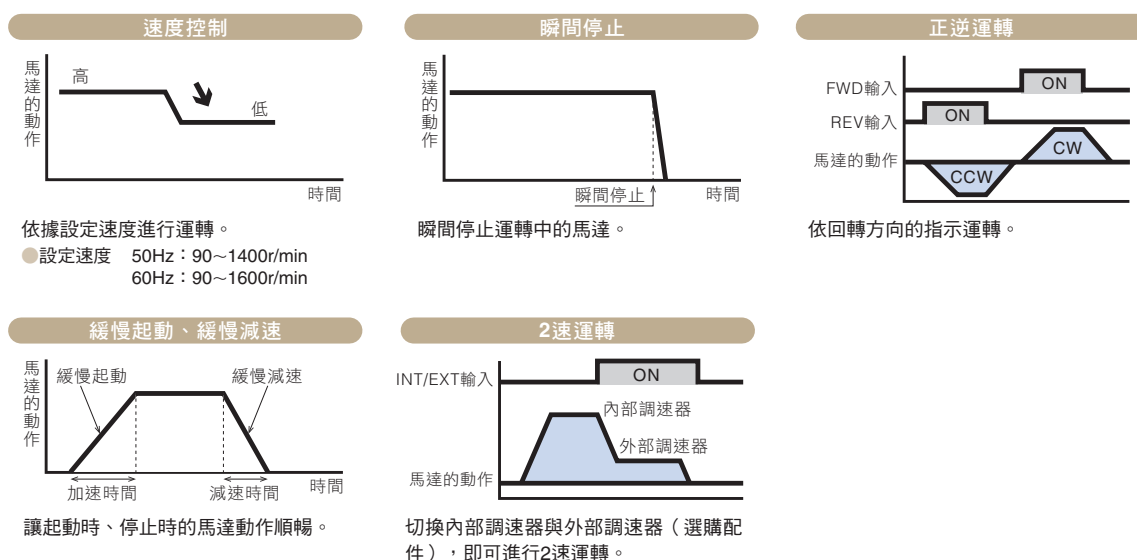 速度控制
馬達的動作
高
低
時間
依據設定速度進行運轉。
●設定速度 50Hz：90～1400r/min
60Hz：90～1600r/min
瞬間停止
馬達的動作
瞬間停止
時間
瞬間停止運轉中的馬達。
正逆運轉
FWD輸入
ON
REV輸入
ON
馬達的動作
CW
CCW
依回轉方向的指示運轉。
緩慢起動、緩慢減速
馬達的動作
緩慢起動
緩慢減速
加速時間
減速時間
時間
讓起動時、停止時的馬達動作順暢。
2速運轉
INT/EXT輸入
ON
內部調速器
外部調速器
馬達的動作
切換內部調速器與外部調速器（選購配
件），即可進行2速運轉。